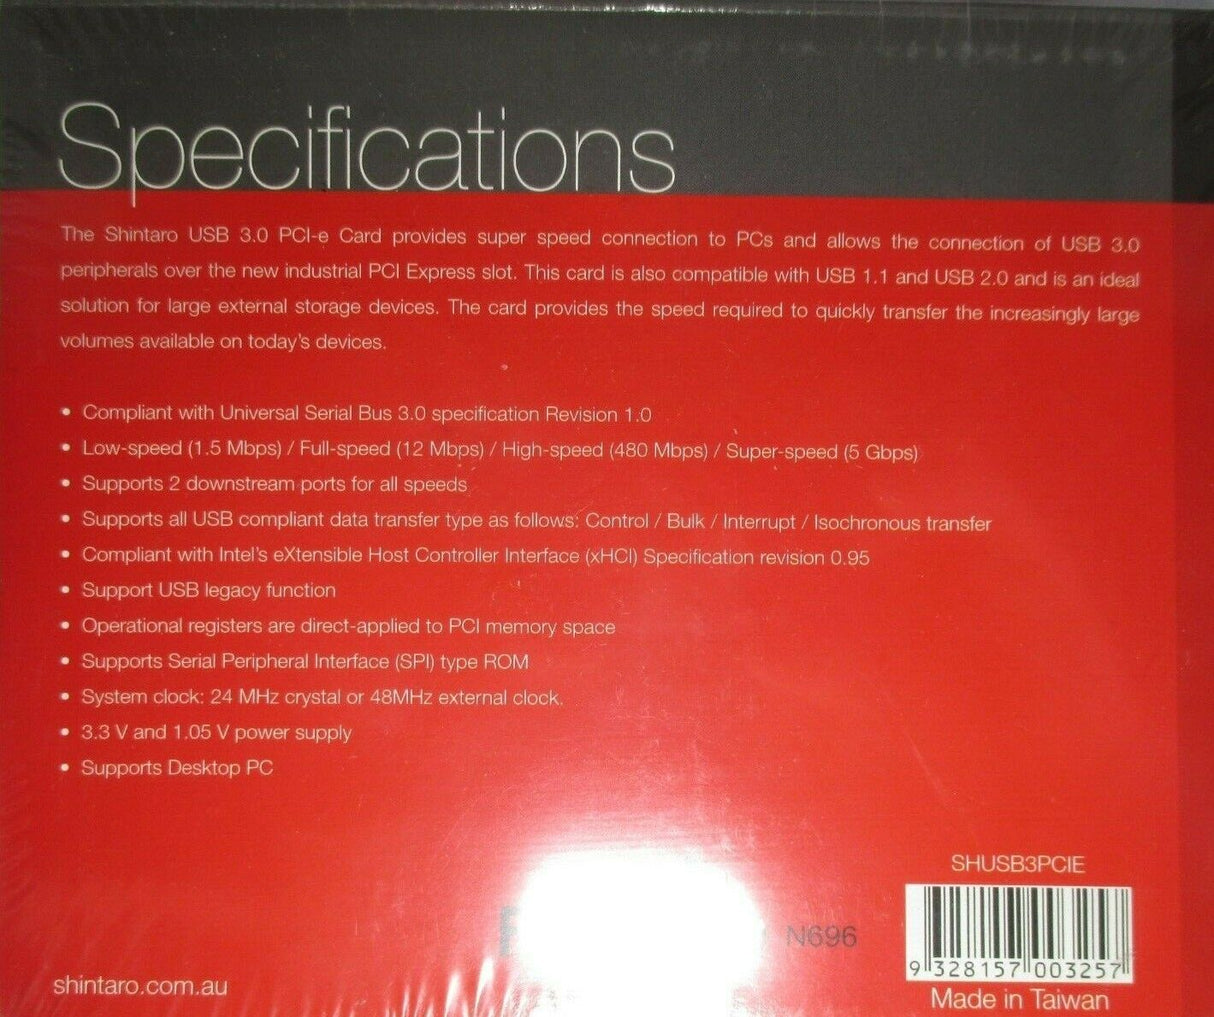 Specifications
The Shintaro USB 3.0 PCI-e Card provides super speed connection to PCs and allows the connection of USB 3.0
peripherals over the new industrial PCI Express slot. This card is also compatible with USB 1.1 and USB 2.0 and is an ideal
solution for large external storage devices. The card provides the speed required to quickly transfer the increasingly large
volumes available on today's devices.
• Compliant with Universal Serial Bus 3.0 specification Revision 1.0
• Low-speed (1.5 Mbps) / Full-speed (12 Mbps) / High-speed (480 Mbps) / Super-speed (5 Gbps)
• Supports 2 downstream ports for all speeds
• Supports all USB compliant data transfer type as follows: Control / Bulk / Interrupt / Isochronous transfer
• Compliant with Intel's eXtensible Host Controller Interface (xHCI) Specification revision 0.95
• Support USB legacy function
• Operational registers are direct-applied to PCI memory space
• Supports Serial Peripheral Interface (SPI) type ROM
• System clock: 24 MHz crystal or 48MHz external clock.
• 3.3 V and 1.05 V power supply
• Supports Desktop PC
SHUSB3PCIE
N696
9 328157 003257
shintaro.com.au
Made in Taiwan